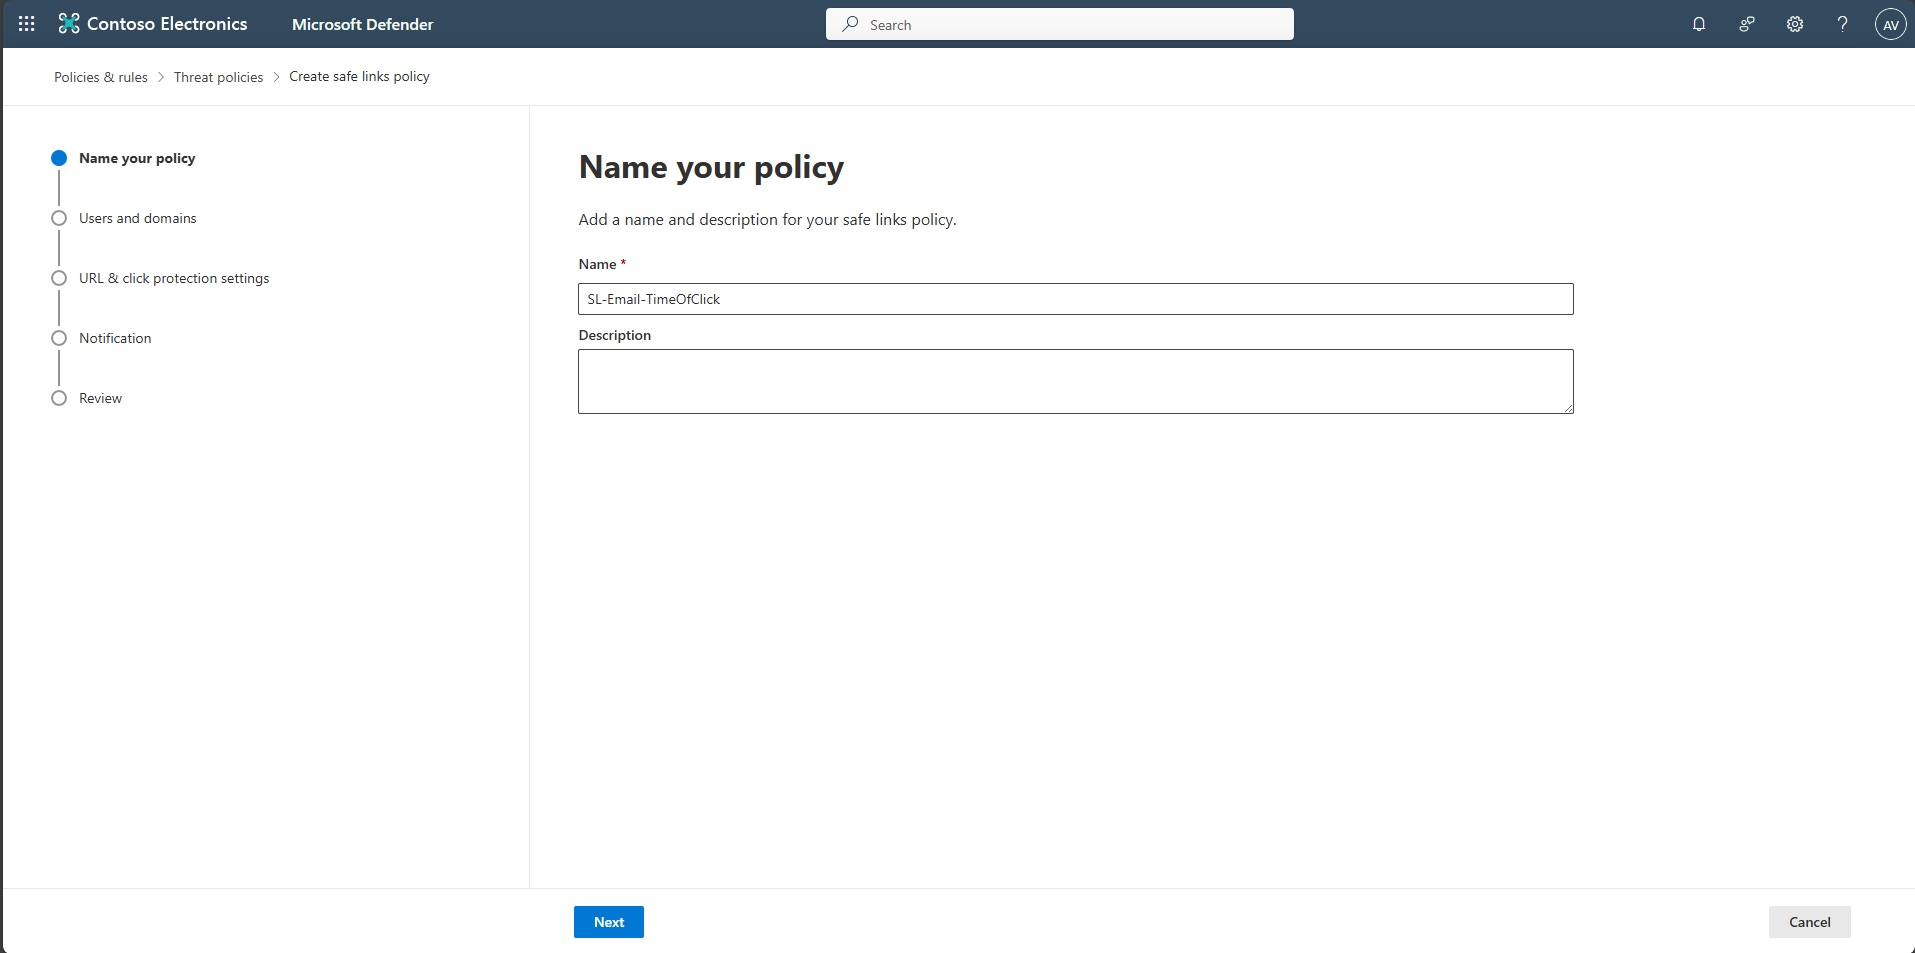 Contoso Electronics
Microsoft Defender
Search
AV
Policies & rules > Threat policies > Create safe links policy
Name your policy
Users and domains
URL & click protection settings
Notification
Review
Name your policy
Add a name and description for your safe links policy.
Name *
SL-Email-TimeOfClick
Description
Next
Cancel